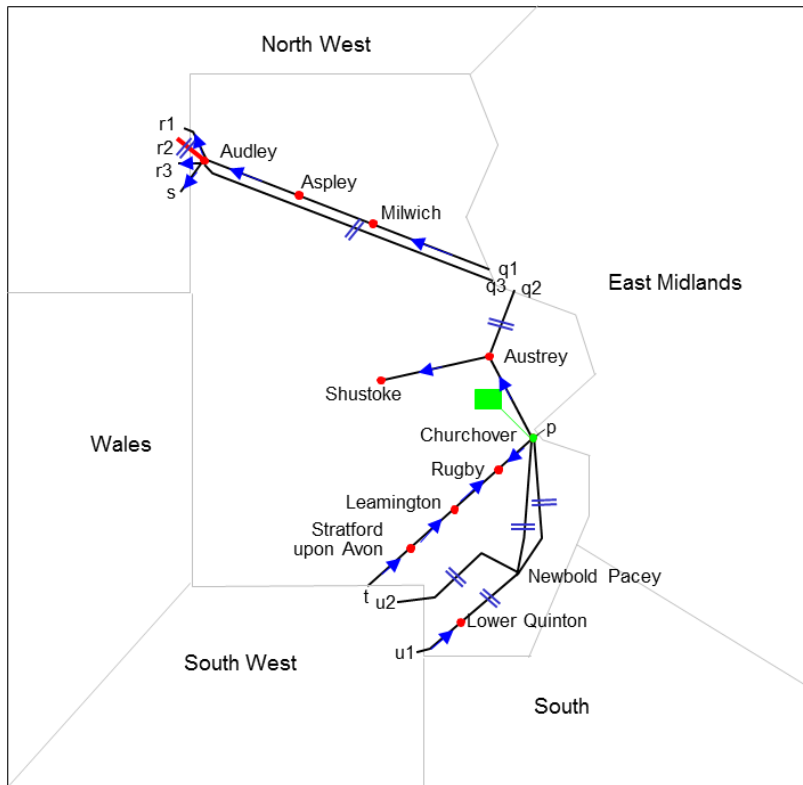 North West
r1
r2
Audley
r3
s
Aspley
Milwich
q1
q3 q2
East Midlands
Austrey
Shustoke
Churchover
p
Wales
Rugby
Leamington
Stratford
upon Avon
Newbold Pacey
t
u2
Lower Quinton
u1
South West
South